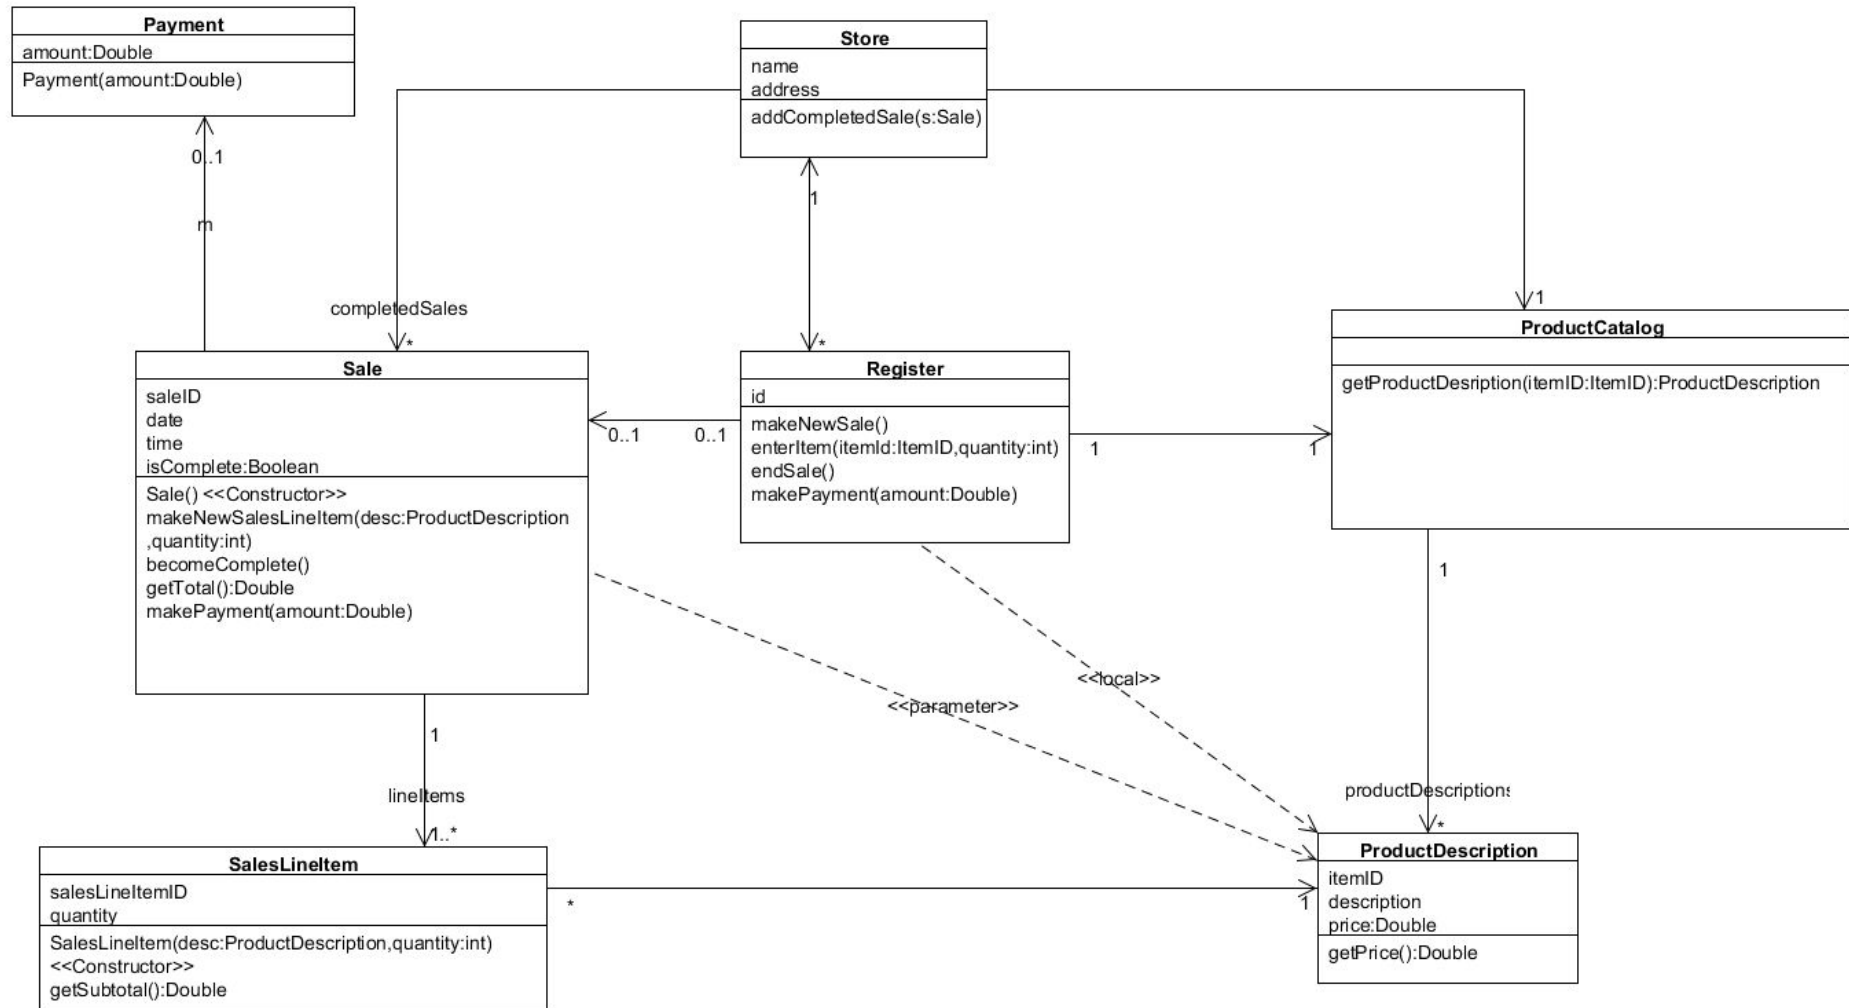 Payment
amount:Double
Payment(amount:Double)
Store
name
address
addCompletedSale(s:Sale)
0..1
m
1
completedSales
*
*
1
Sale
saleID
date
time
isComplete:Boolean
Sale() <<Constructor>>
makeNewSalesLineItem(desc:ProductDescription
,quantity:int)
becomeComplete()
getTotal():Double
makePayment(amount:Double)
0..1
0..1
Register
id
makeNewSale()
enterItem(itemId:ItemID,quantity:int)
endSale()
makePayment(amount:Double)
1
1
ProductCatalog
getProductDesription(itemID:ItemID):ProductDescription
1
<<local>>
<<parameter>>
1
lineItems
1..*
productDescriptions
*
SalesLineItem
salesLineItemID
quantity
SalesLineItem(desc:ProductDescription,quantity:int)
<<Constructor>>
getSubtotal():Double
*
1
ProductDescription
itemID
description
price:Double
getPrice():Double